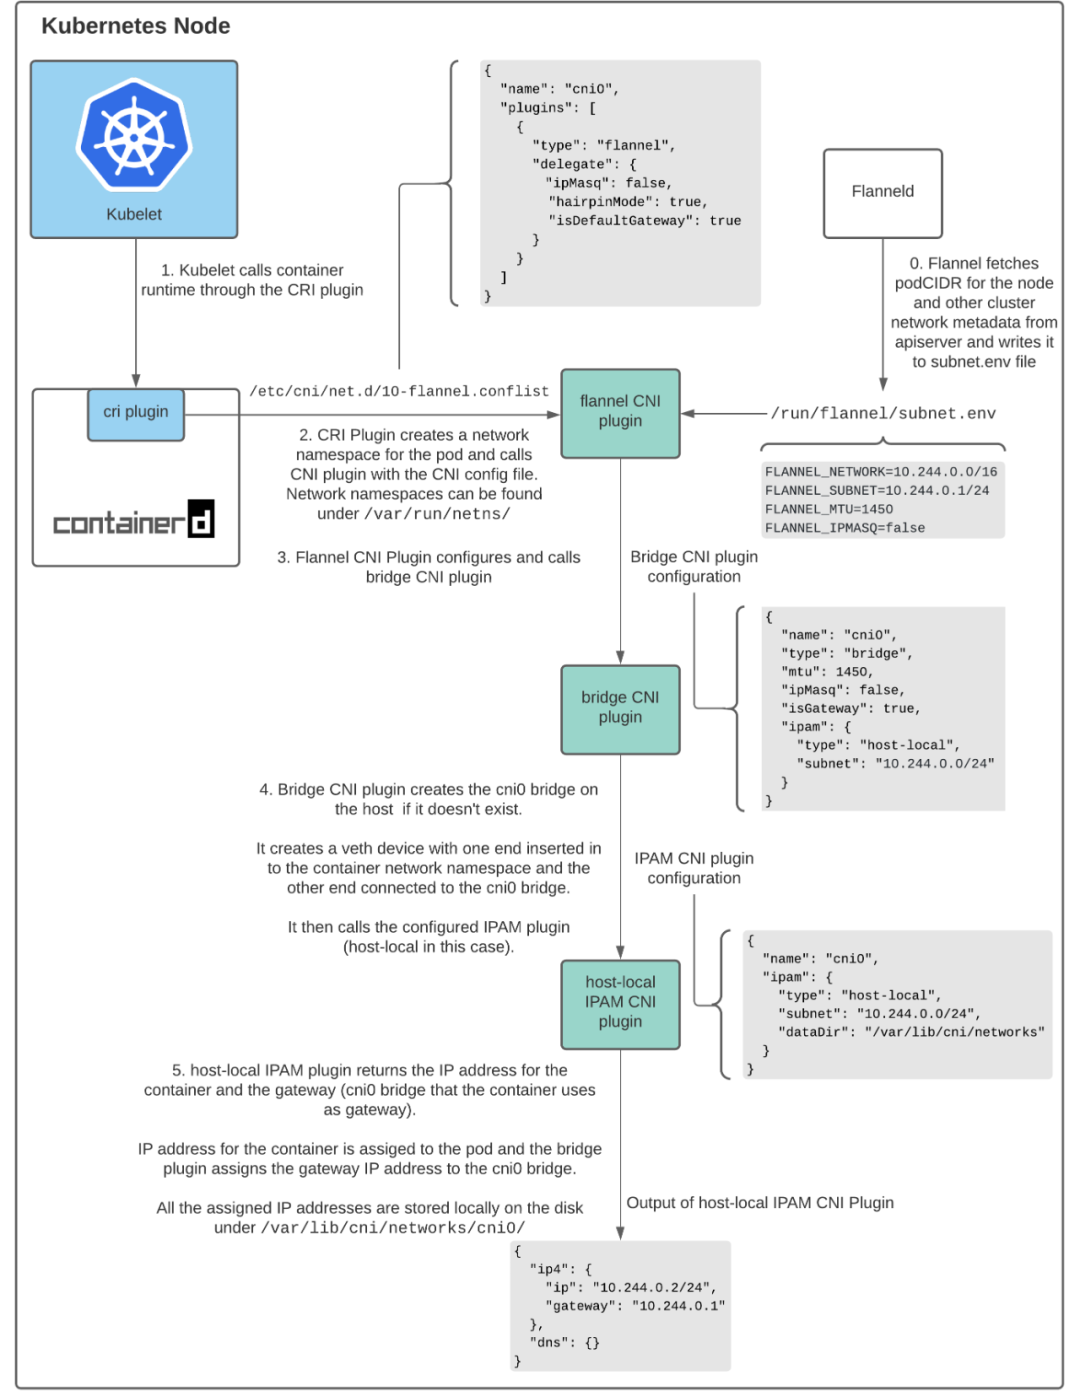 Kubernetes Node
Kubelet
1. Kubelet calls container
runtime through the CRI plugin
{
"name": "cni0",
"plugins": [
{
"type": "flannel",
"delegate": {
"ipMasq": false,
"hairpinMode": true,
"isDefaultGateway": true
}
}
]
}
Flanneld
0. Flannel fetches
podCIDR for the node
and other cluster
network metadata from
apiserver and writes it
to subnet.env file
cri plugin
containerd
/etc/cni/net.d/10-flannel.conflist
2. CRI Plugin creates a network
namespace for the pod and calls
CNI plugin with the CNI config file.
Network namespaces can be found
under /var/run/netns/
flannel CNI
plugin
/run/flannel/subnet.env
FLANNEL_NETWORK=10.244.0.0/16
FLANNEL_SUBNET=10.244.0.1/24
FLANNEL_MTU=1450
FLANNEL_IPMASQ=false
3. Flannel CNI Plugin configures and calls
bridge CNI plugin
Bridge CNI plugin
configuration
{
"name": "cni0",
"type": "bridge",
"mtu": 1450,
"ipMasq": false,
"isGateway": true,
"ipam": {
"type": "host-local",
"subnet": "10.244.0.0/24"
}
}
bridge CNI
plugin
4. Bridge CNI plugin creates the cni0 bridge on
the host if it doesn't exist.
It creates a veth device with one end inserted in
to the container network namespace and the
other end connected to the cni0 bridge.
It then calls the configured IPAM plugin
(host-local in this case).
IPAM CNI plugin
configuration
{
"name": "cni0",
"ipam": {
"type": "host-local",
"subnet": "10.244.0.0/24",
"dataDir": "/var/lib/cni/networks"
}
}
host-local
IPAM CNI
plugin
5. host-local IPAM plugin returns the IP address for the
container and the gateway (cni0 bridge that the container uses
as gateway).
IP address for the container is assiged to the pod and the bridge
plugin assigns the gateway IP address to the cni0 bridge.
All the assigned IP addresses are stored locally on the disk
under /var/lib/cni/networks/cni0/
Output of host-local IPAM CNI Plugin
{
"ip4": {
"ip": "10.244.0.2/24",
"gateway": "10.244.0.1"
},
"dns": {}
}